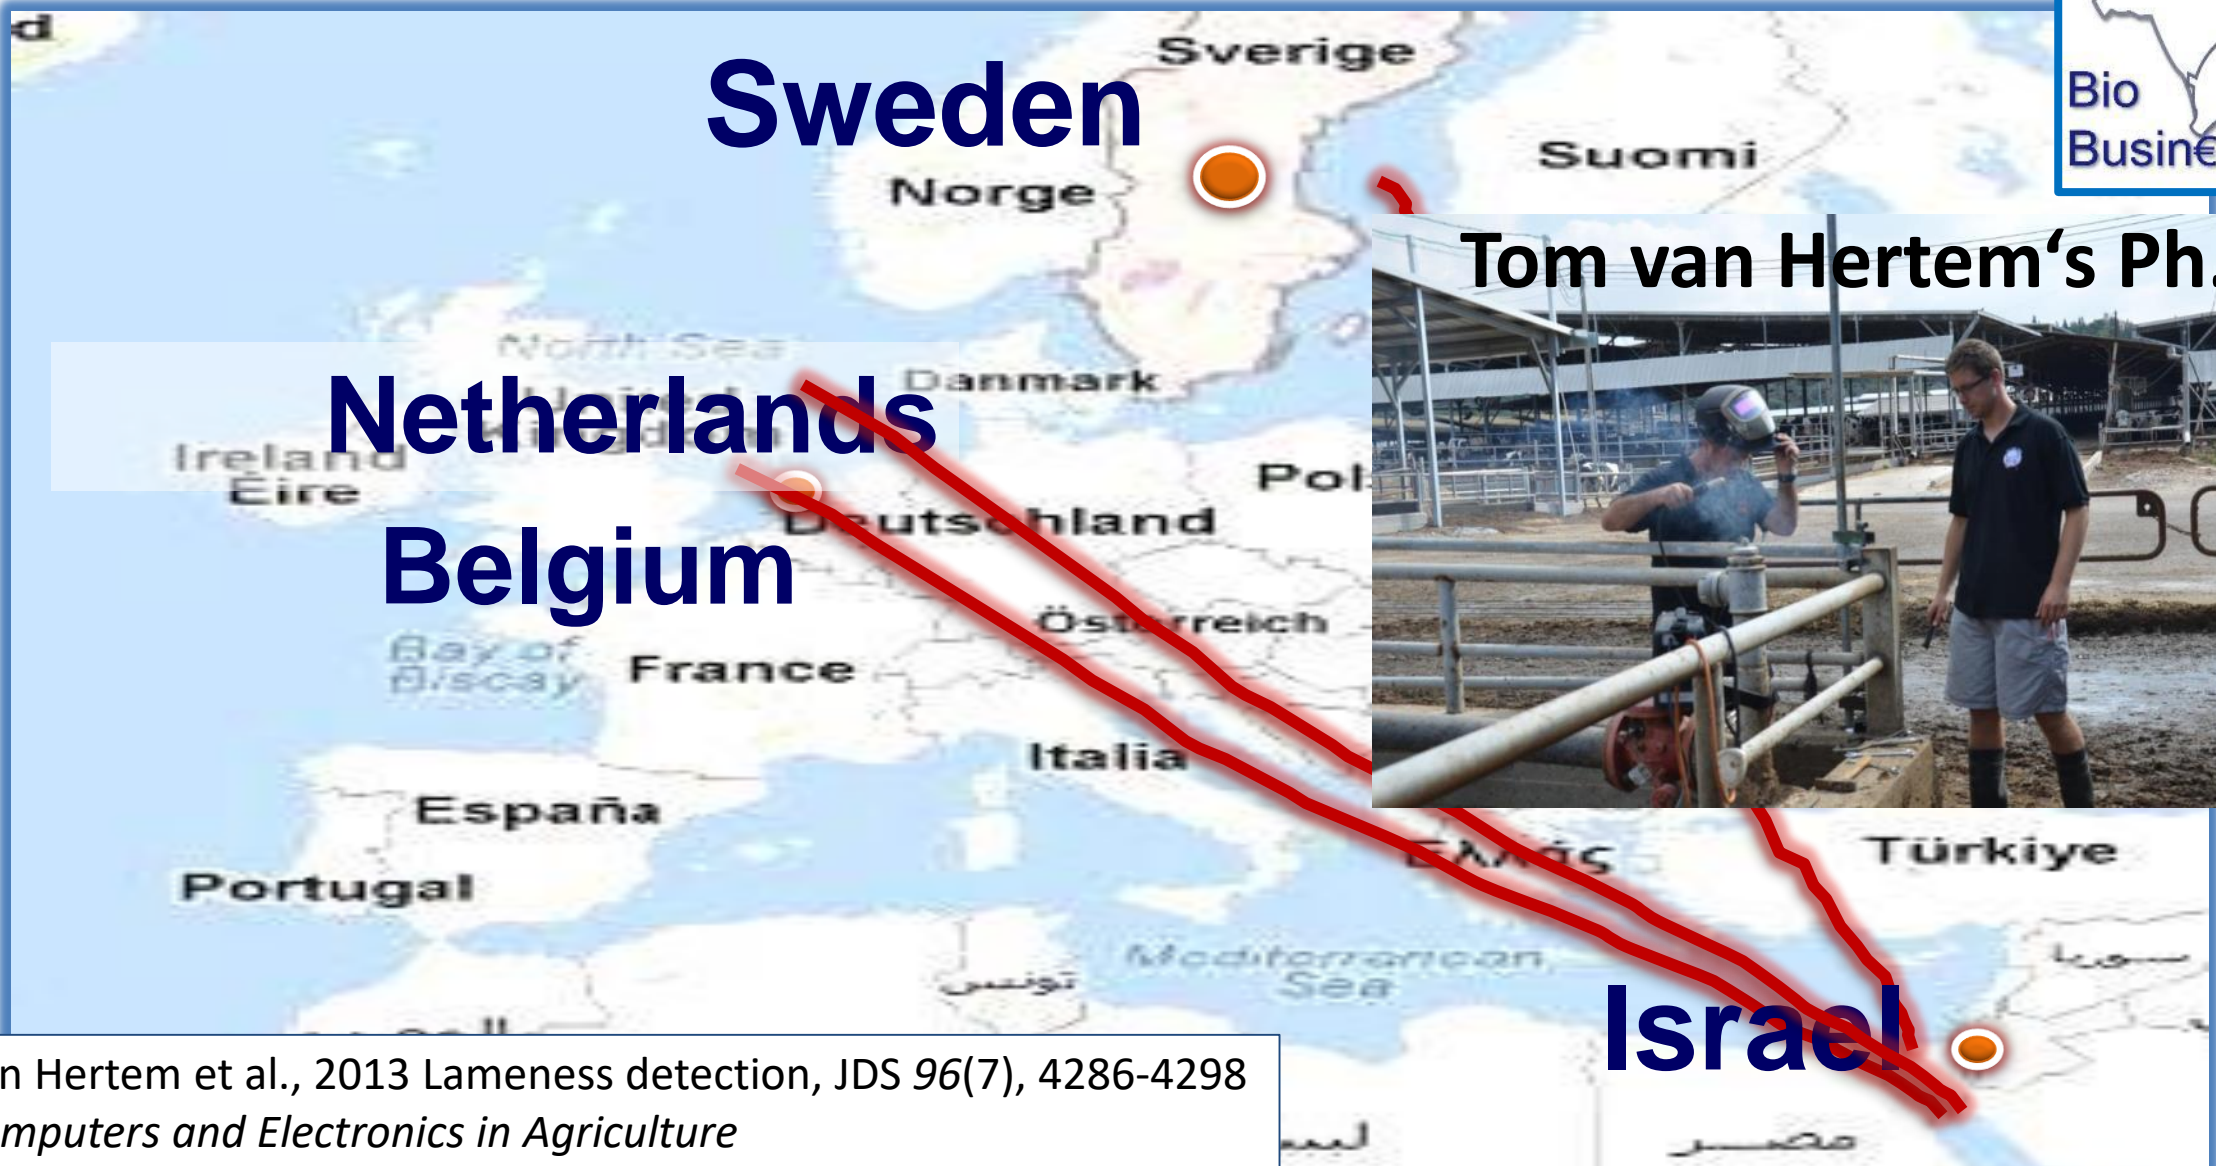 d
Sverige
Sweden
Bio
Busin€
Suomi
Norge
Tom van Hertem‘s Ph.
North Sea
Danmark
Netherlands
Ireland
Éire
Pol
Deutschland
Belgium
Österreich
Bay of
Biscay
France
Italia
España
Ελλάς
Türkiye
Portugal
Mediterranean
Sea
سوريا
تونس
Israel
n Hertem et al., 2013 Lameness detection, JDS 96(7), 4286-4298
mputers and Electronics in Agriculture
مصر